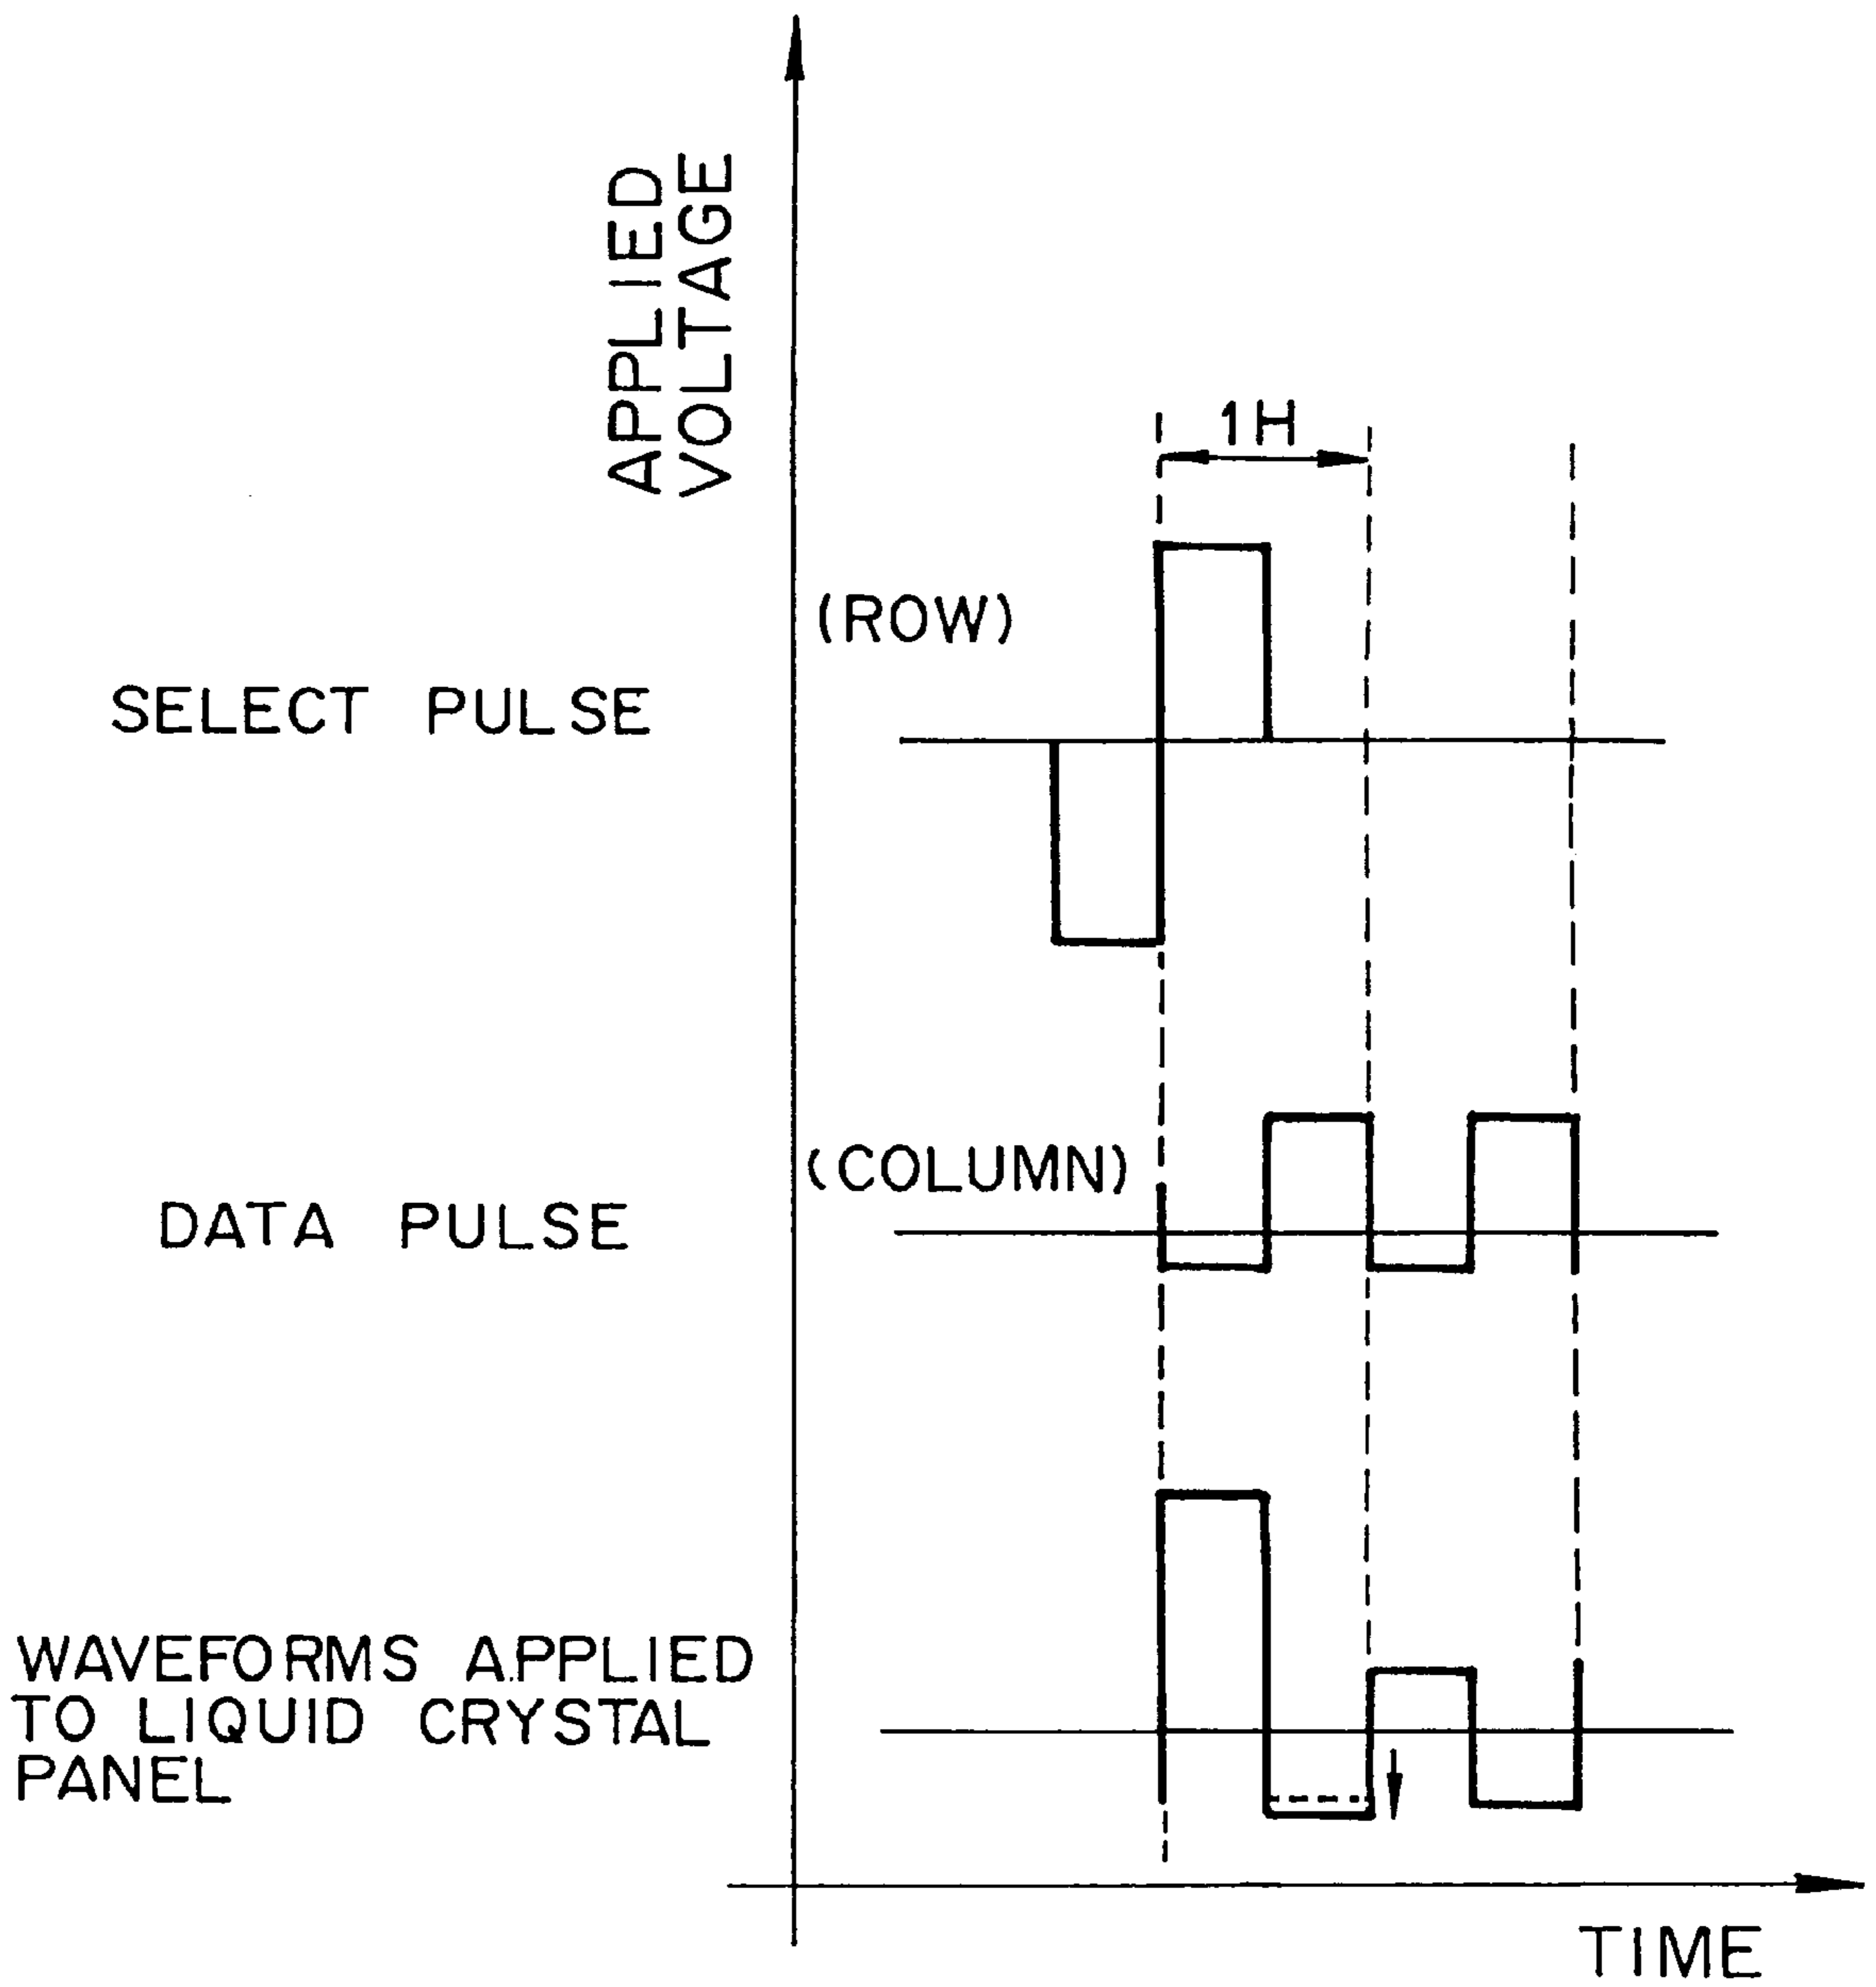 APPLIED
VOLTAGE
1H
(ROW)
SELECT PULSE
(COLUMN)
DATA PULSE
WAVEFORMS APPLIED
TO LIQUID CRYSTAL
PANEL
TIME